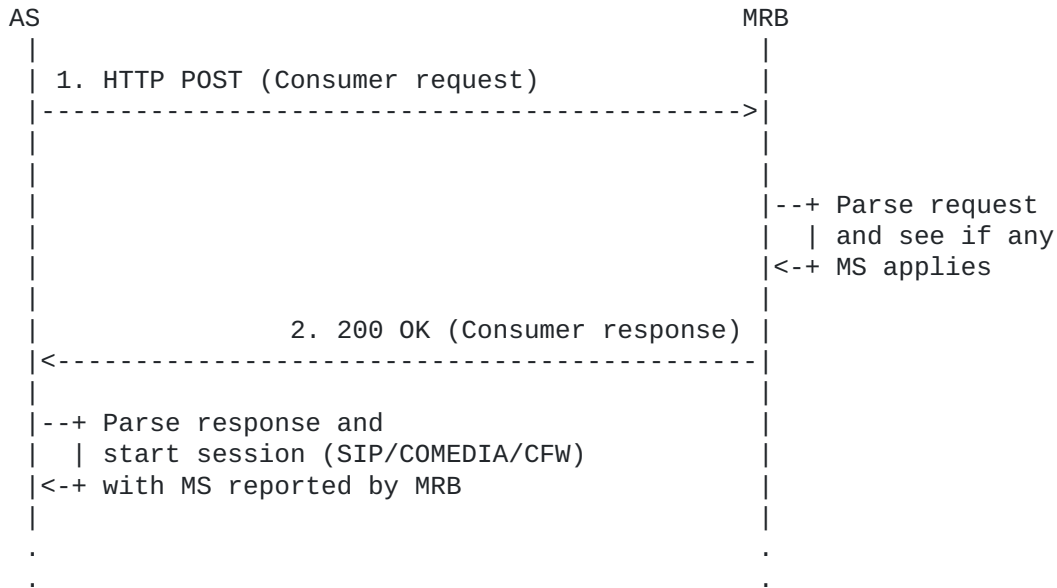 AS MRB
1. HTTP POST (Consumer request)
Parse request
and see if any
MS applies
2. 200 OK (Consumer response)
Parse response and
start session (SIP/COMEDIA/CFW)
with MS reported by MRB